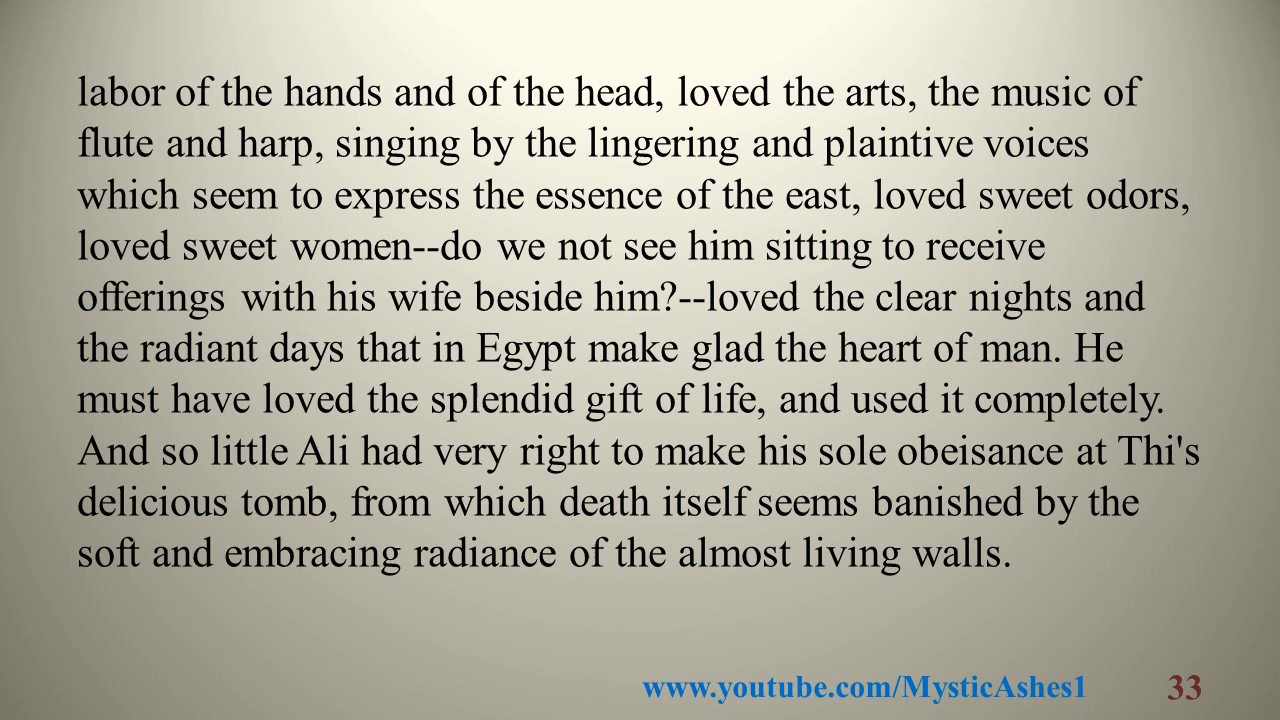 labor of the hands and of the head, loved the arts, the music of
flute and harp, singing by the lingering and plaintive voices
which seem to express the essence of the east, loved sweet odors,
loved sweet women--do we not see him sitting to receive
offerings with his wife beside him?--loved the clear nights and
the radiant days that in Egypt make glad the heart of man. He
must have loved the splendid gift of life, and used it completely.
And so little Ali had very right to make his sole obeisance at Thi's
delicious tomb, from which death itself seems banished by the
soft and embracing radiance of the almost living walls.
www.youtube.com/MysticAshes1 33